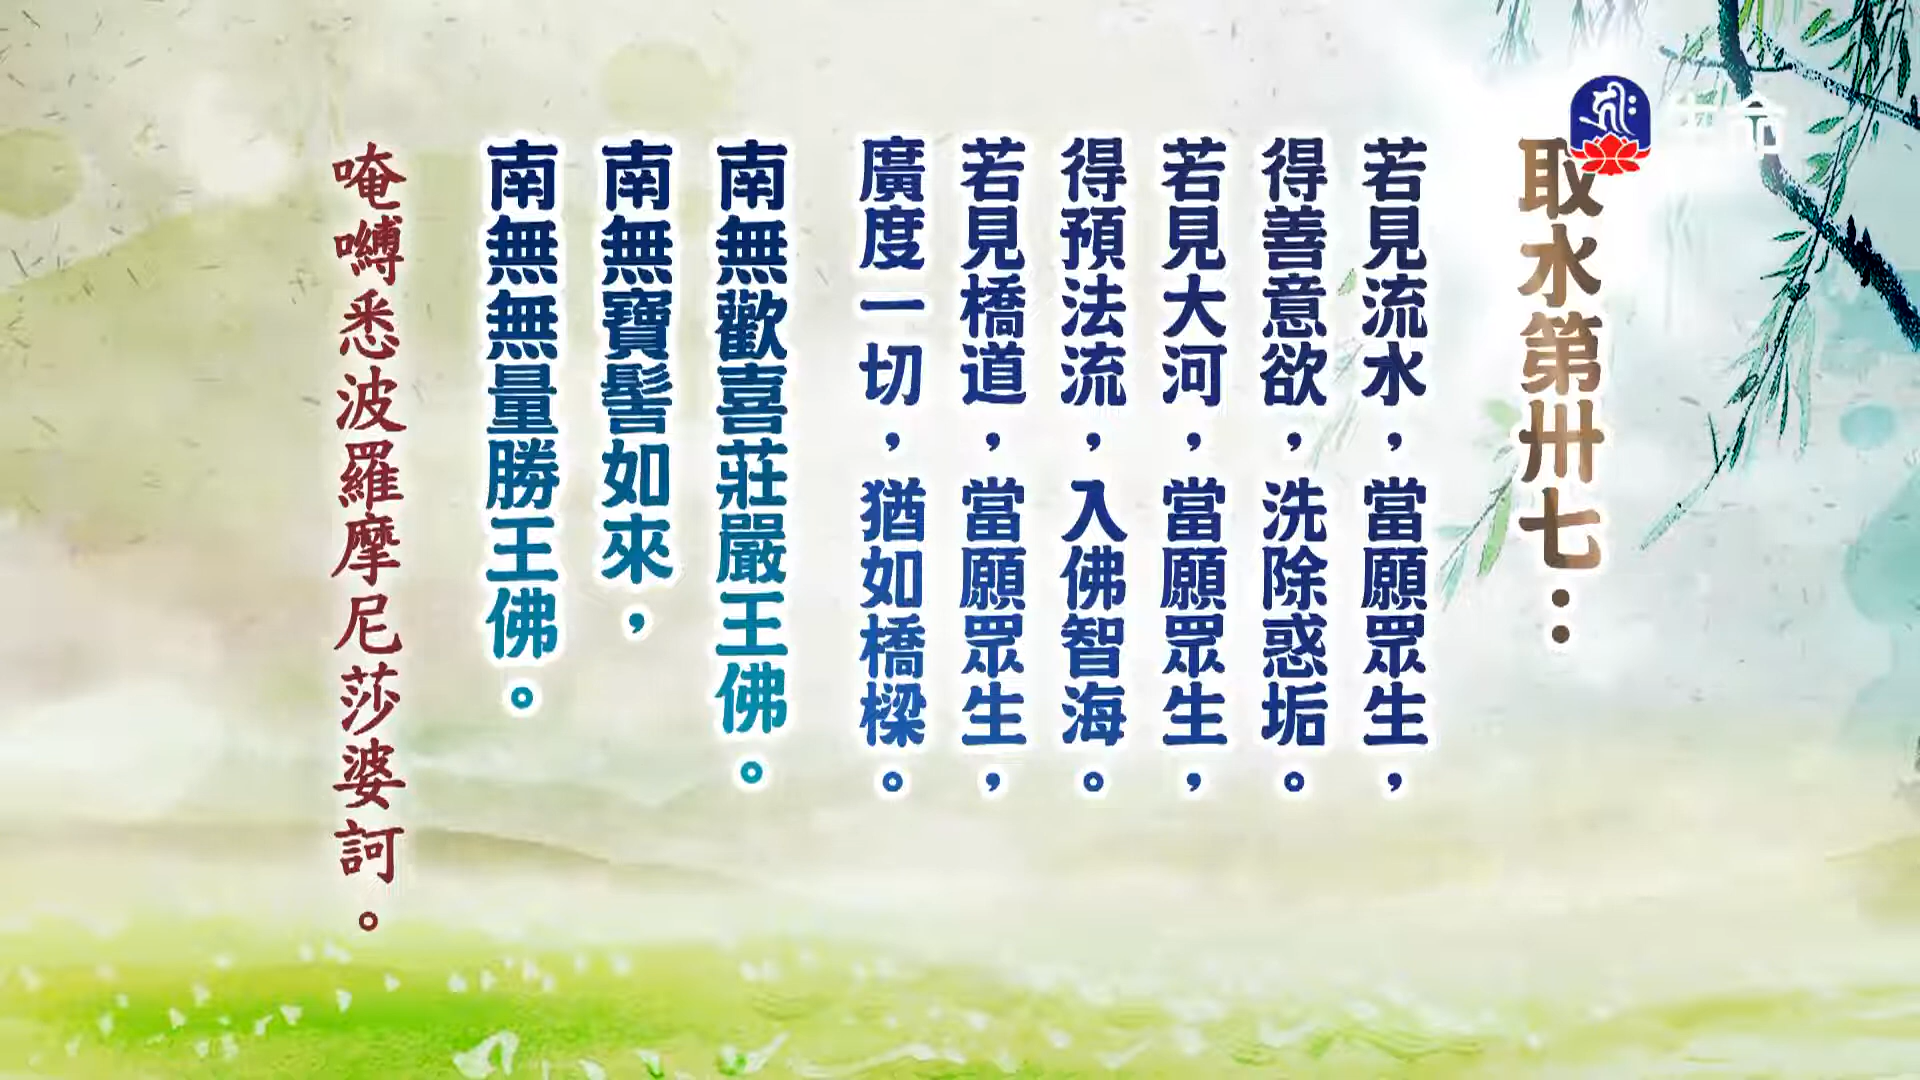 生命
取水第卅七：
若見流水，當願眾生，
得善意欲，洗除惑垢。
若見大河，當願眾生，
得預法流，入佛智海。
若見橋道，當願眾生，
廣度一切，猶如橋樑。
南無歡喜莊嚴王佛。
南無寶髻如來，
南無無量勝王佛。
唵嚩悉波羅摩尼莎婆訶。